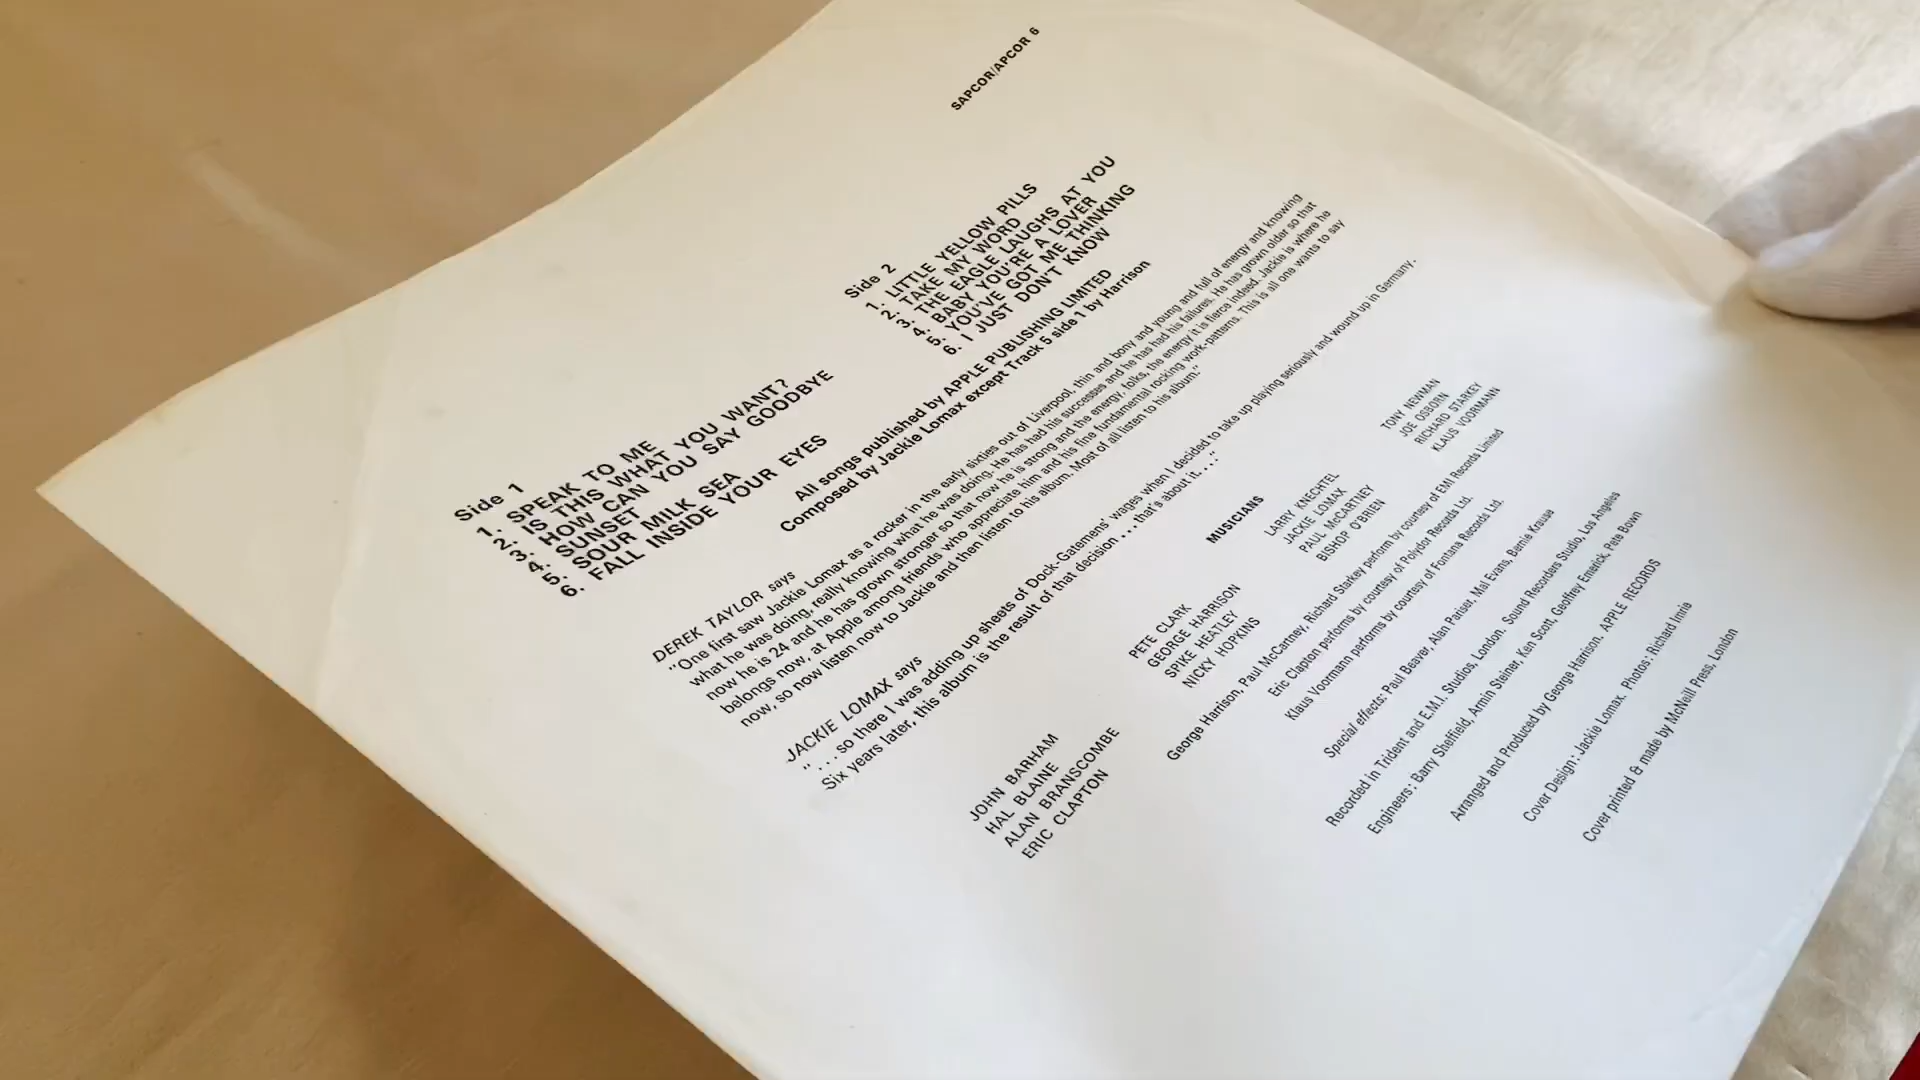 SAPCOR/APCOR 6
Side 1
1. SPEAK TO ME
2. IS THIS WHAT YOU WANT?
3. HOW CAN YOU SAY GOODBYE
4. SUNSET
5. SOUR MILK SEA
6. FALL INSIDE YOUR EYES
Side 2
1. LITTLE YELLOW PILLS
2. TAKE MY WORD
3. THE EAGLE LAUGHS AT YOU
4. BABY YOU'RE A LOVER
5. YOU'VE GOT ME THINKING
6. I JUST DON'T KNOW
All songs published by APPLE PUBLISHING LIMITED
Composed by Jackie Lomax except Track 5 side 1 by Harrison
DEREK TAYLOR says
"One first saw Jackie Lomax as a rocker in the early sixties out of Liverpool, thin and bony and young and full of energy and knowing
what he was doing, really knowing what he was doing. He has had his successes and he has had his failures. He has grown older so that
now he is 24 and he has grown stronger so that now he is strong and the energy, folks, the energy it is fierce indeed. Jackie is where he
belongs now, at Apple among friends who appreciate him and his fine fundamental rocking work-patterns. This is all one wants to say
now, so now listen now to Jackie and then listen to his album. Most of all listen to his album."
JACKIE LOMAX says
"...so there I was adding up sheets of Dock-Gatemens' wages when I decided to take up playing seriously and wound up in Germany.
Six years later, this album is the result of that decision...that's about it...."
MUSICIANS
JOHN BARHAM
HAL BLAINE
ALAN BRANSCOMBE
ERIC CLAPTON
PETE CLARK
GEORGE HARRISON
SPIKE HEATLEY
NICKY HOPKINS
LARRY KNECHTEL
JACKIE LOMAX
PAUL McCARTNEY
BISHOP O'BRIEN
TONY NEWMAN
JOE OSBORN
RICHARD STARKEY
KLAUS VOORMANN
George Harrison, Paul McCartney, Richard Starkey perform by courtesy of EMI Records Limited
Eric Clapton performs by courtesy of Polydor Records Ltd.
Klaus Voormann performs by courtesy of Fontana Records Ltd.
Special effects: Paul Beaver, Alan Pariser, Mal Evans, Bernie Krause
Recorded in Trident and E.M.I. Studios, London. Sound Recorders Studio, Los Angeles
Engineers: Barry Sheffield, Armin Steiner, Ken Scott, Geoffrey Emerick, Pete Bown
Arranged and Produced by George Harrison. APPLE RECORDS
Cover Design: Jackie Lomax. Photos: Richard Imrie
Cover printed & made by McNeill Press, London